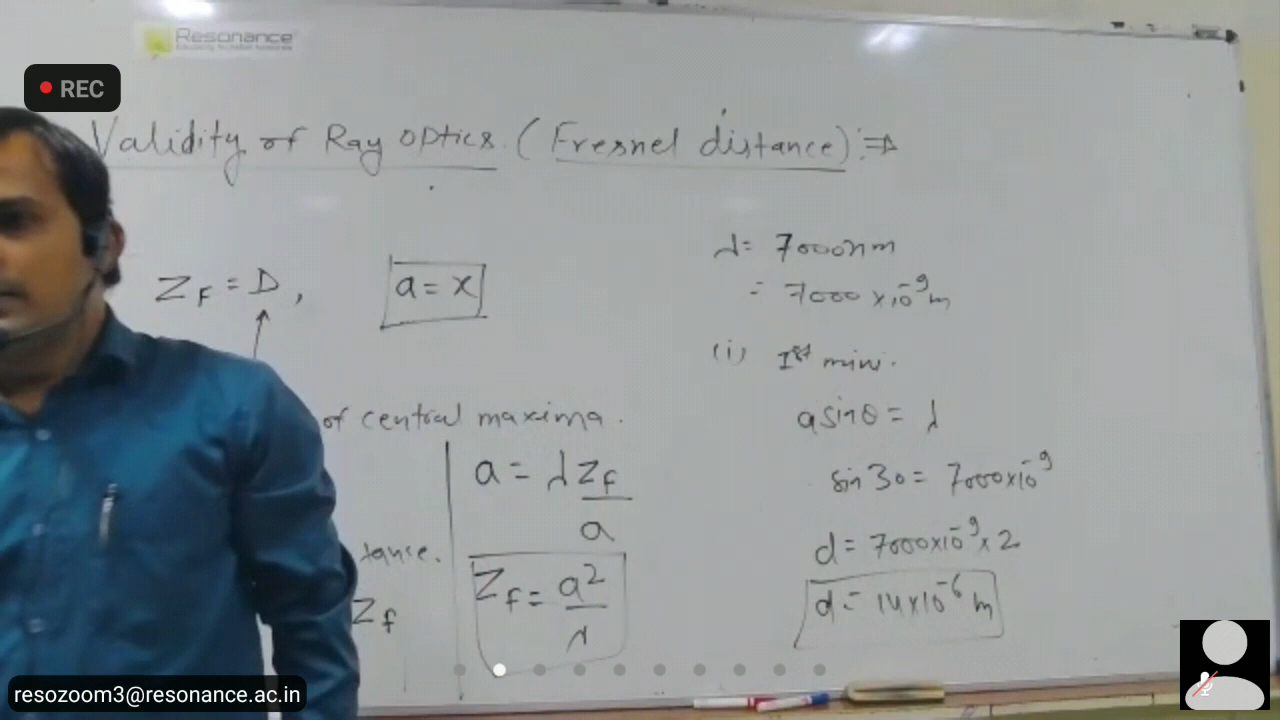 Resonance
REC
Validity of Ray optics. (Fresnel distance) :⇒
Z_F = D, a = x
of central maxima.
a = λ Z_F / a
tance.
Z_F = a² / λ
Z_f
λ = 7000nm
= 7000 × 10⁻⁹ m
(i) Iˢᵗ mini.
a sin θ = λ
sin 30 = 7000×10⁻⁹
d = 7000×10⁻⁹ × 2
d = 14×10⁻⁶ m
resozoom3@resonance.ac.in